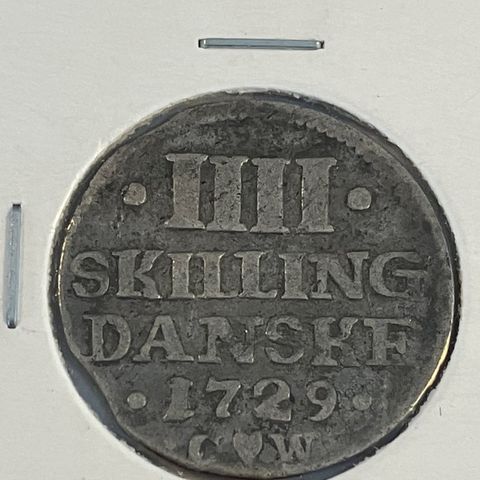 · IIII ·
SKILLING
DANSKE
· 1729 ·
C♥W